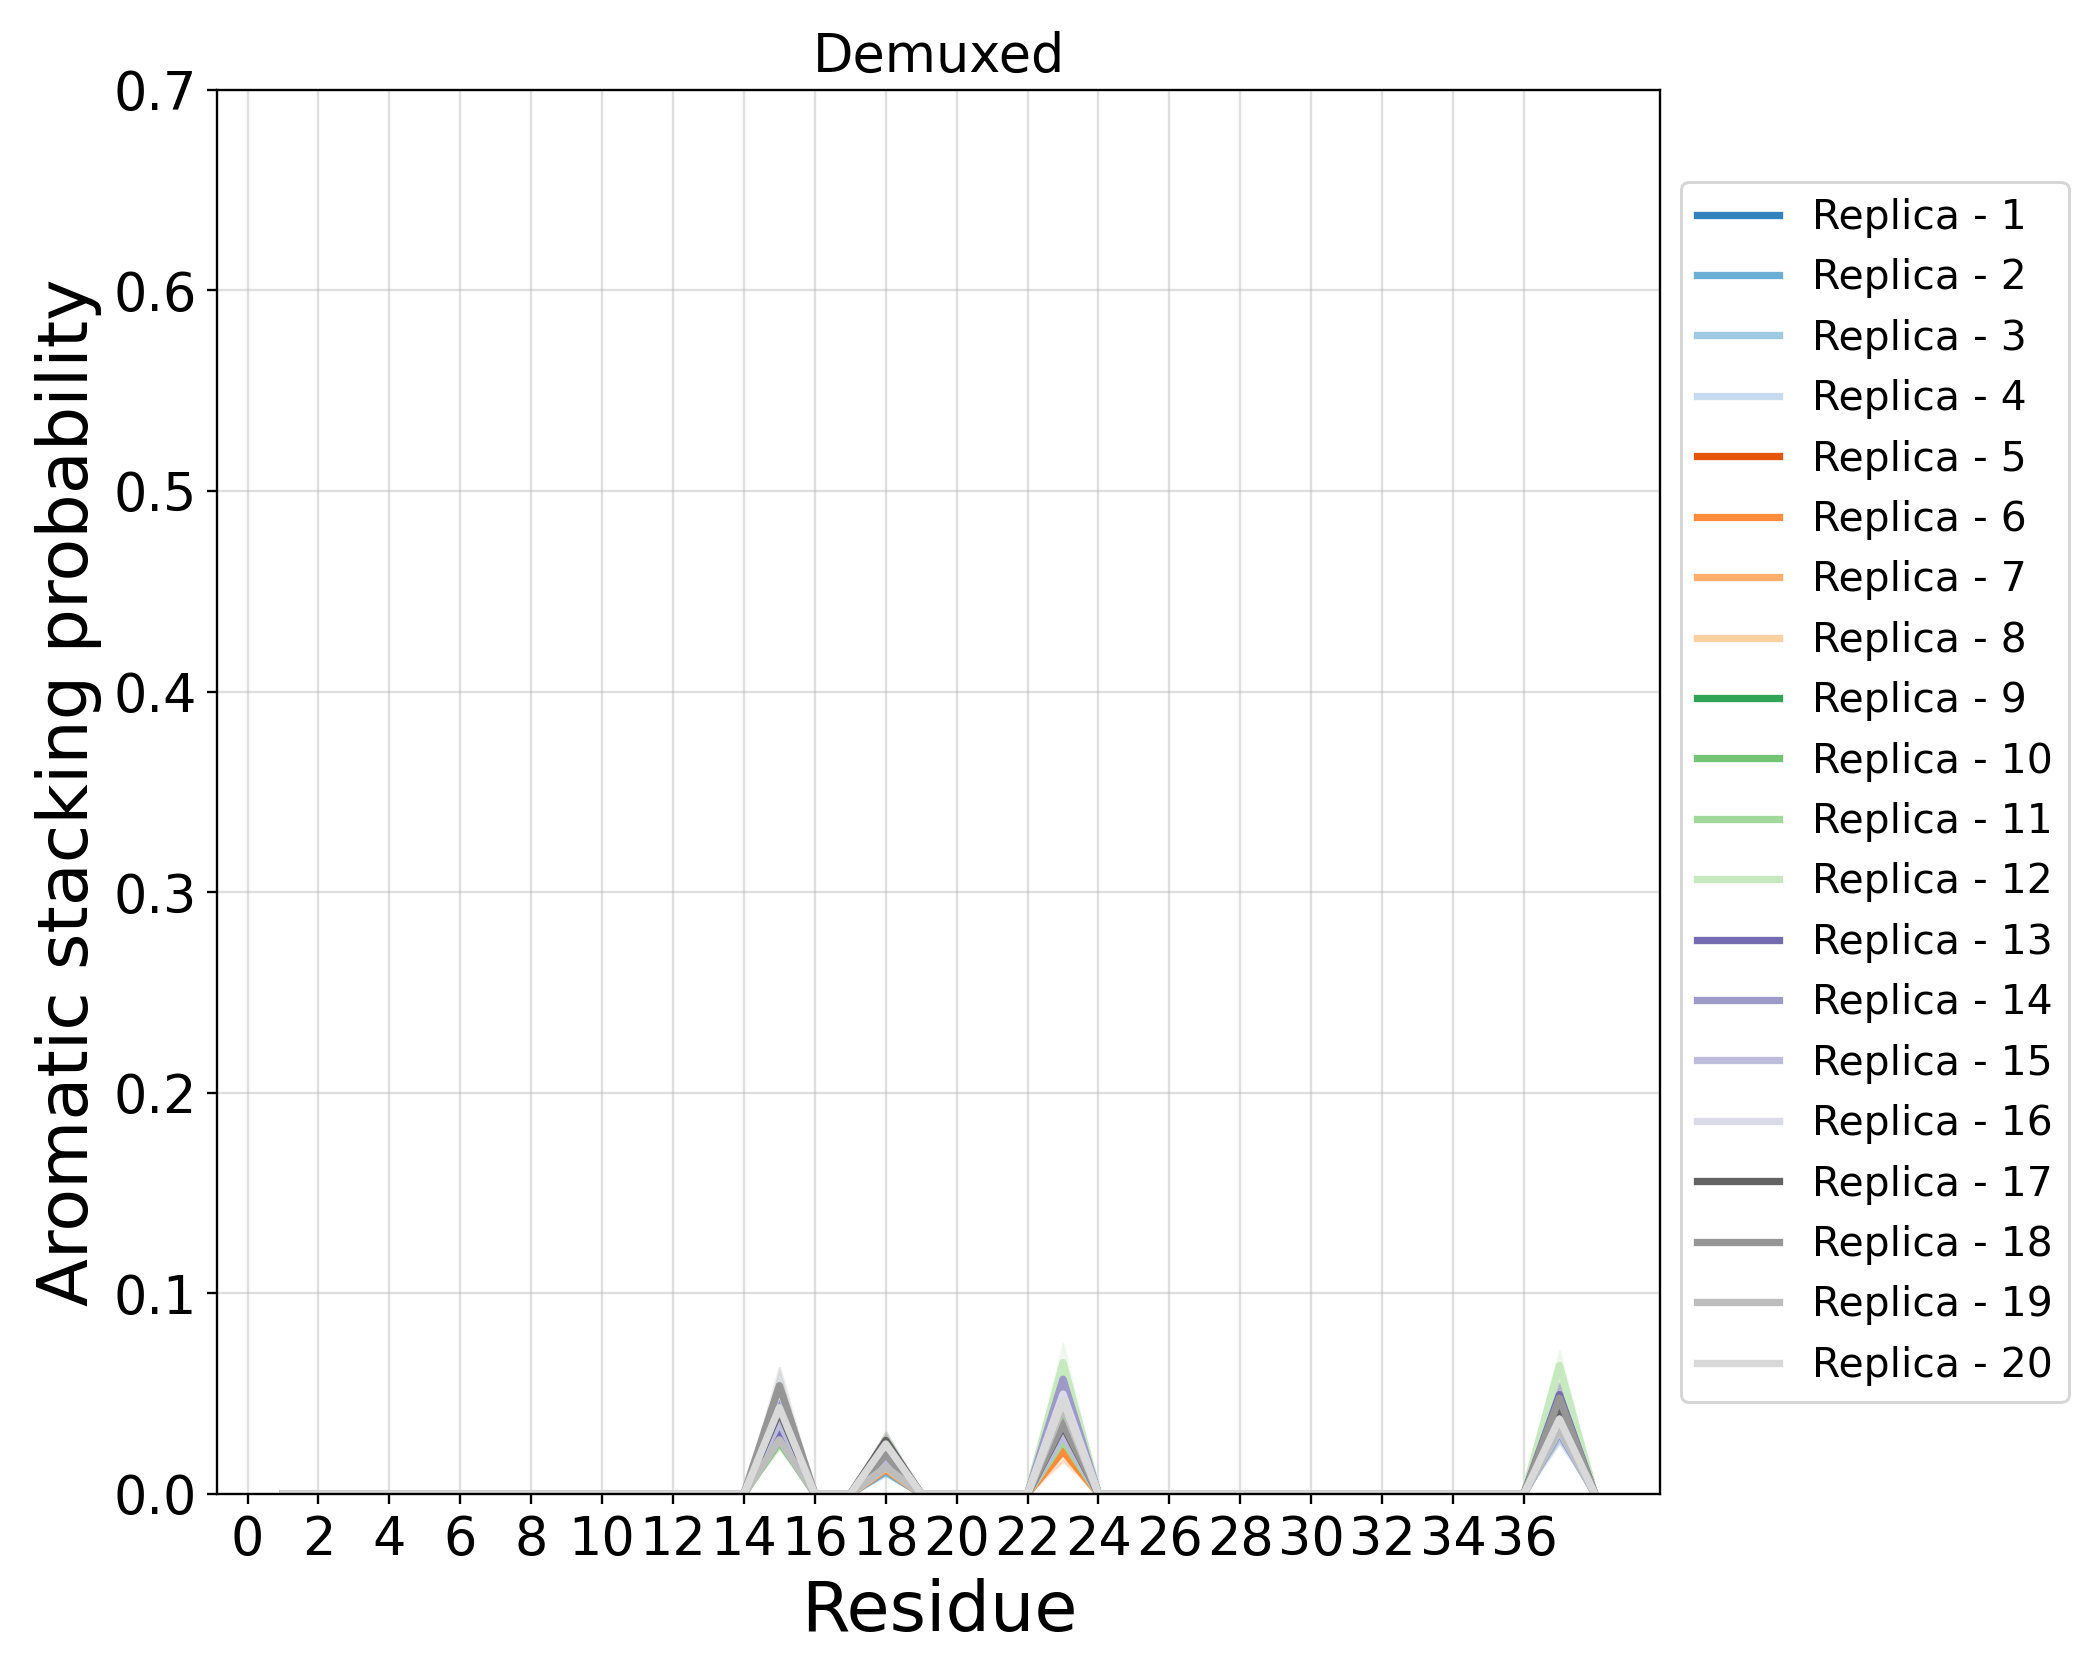 Demuxed
Aromatic stacking probability
0.7
0.6
0.5
0.4
0.3
0.2
0.1
0.0
0 2 4 6 8 10 12 14 16 18 20 22 24 26 28 30 32 34 36
Residue
Replica - 1
Replica - 2
Replica - 3
Replica - 4
Replica - 5
Replica - 6
Replica - 7
Replica - 8
Replica - 9
Replica - 10
Replica - 11
Replica - 12
Replica - 13
Replica - 14
Replica - 15
Replica - 16
Replica - 17
Replica - 18
Replica - 19
Replica - 20